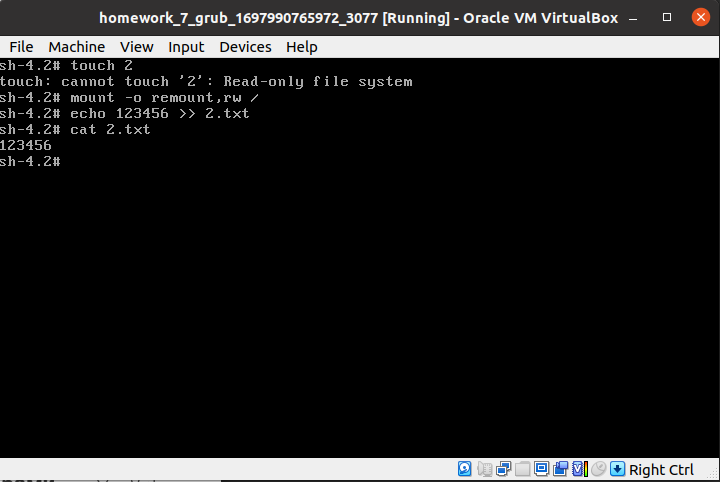 homework_7_grub_1697990765972_3077 [Running] - Oracle VM VirtualBox
File Machine View Input Devices Help
sh-4.2# touch 2
touch: cannot touch '2': Read-only file system
sh-4.2# mount -o remount,rw /
sh-4.2# echo 123456 >> 2.txt
sh-4.2# cat 2.txt
123456
sh-4.2#
Right Ctrl